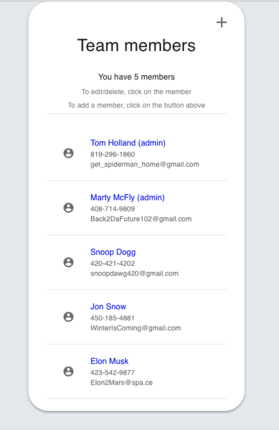 Team members
You have 5 members
To edit/delete, click on the member
To add a member, click on the button above
Tom Holland (admin)
819-296-1860
get_spiderman_home@gmail.com
Marty McFly (admin)
408-714-9809
Back2DaFuture102@gmail.com
Snoop Dogg
420-421-4202
snoopdawg420@gmail.com
Jon Snow
450-185-4881
WinterIsComing@gmail.com
Elon Musk
423-542-9877
Elon2Mars@spa.ce